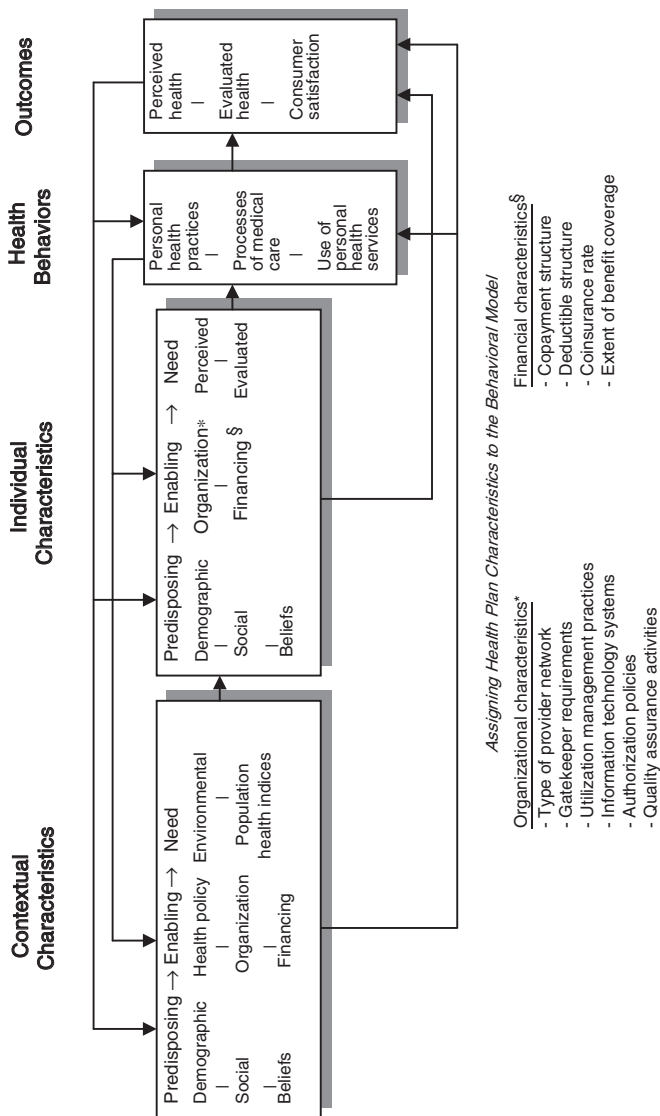 Contextual
Characteristics
Individual
Characteristics
Health
Behaviors
Outcomes
Predisposing → Enabling → Need
Demographic Health policy Environmental
Social Organization Population
health indices
Beliefs Financing
Predisposing → Enabling → Need
Demographic Organization* Perceived
Social Financing § Evaluated
Beliefs
Personal
health
practices
Processes
of medical
care
Use of
personal
health
services
Perceived
health
Evaluated
health
Consumer
satisfaction
Assigning Health Plan Characteristics to the Behavioral Model
Organizational characteristics*
- Type of provider network
- Gatekeeper requirements
- Utilization management practices
- Information technology systems
- Authorization policies
- Quality assurance activities
Financial characteristics§
- Copayment structure
- Deductible structure
- Coinsurance rate
- Extent of benefit coverage